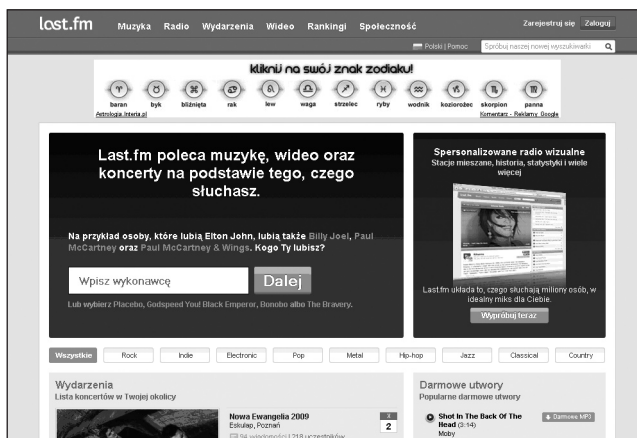 last.fm
Muzyka Radio Wydarzenia Wideo Rankingi Społeczność
Zarejestruj się Zaloguj
Polski | Pomoc
Spróbuj naszej nowej wyszukiwarki
kliknij na swój znak zodiaku!
baran byk bliźnięta rak lew waga strzelec ryby wodnik koziorożec skorpion panna
Astrologia.Interia.pl
Komentarz - Reklamy Google
Last.fm poleca muzykę, wideo oraz
koncerty na podstawie tego, czego
słuchasz.
Na przykład osoby, które lubią Elton John, lubią także Billy Joel, Paul
McCartney oraz Paul McCartney & Wings. Kogo Ty lubisz?
Wpisz wykonawcę
Dalej
Lub wybierz Placebo, Godspeed You! Black Emperor, Bonobo albo The Bravery.
Spersonalizowane radio wizualne
Stacje mieszane, historia, statystyki i wiele
więcej
Last.fm układa to, czego słuchają miliony osób, w
idealny miks dla Ciebie.
Wypróbuj teraz
Wszystkie Rock Indie Electronic Pop Metal Hip-hop Jazz Classical Country
Wydarzenia
Lista koncertów w Twojej okolicy
Nowa Ewangelia 2009
Eskulap, Poznań
94 wiadomości | 218 uczestników
X
2
Darmowe utwory
Popularne darmowe utwory
Shot In The Back Of The
Head (3:14)
Moby
Darmowe MP3